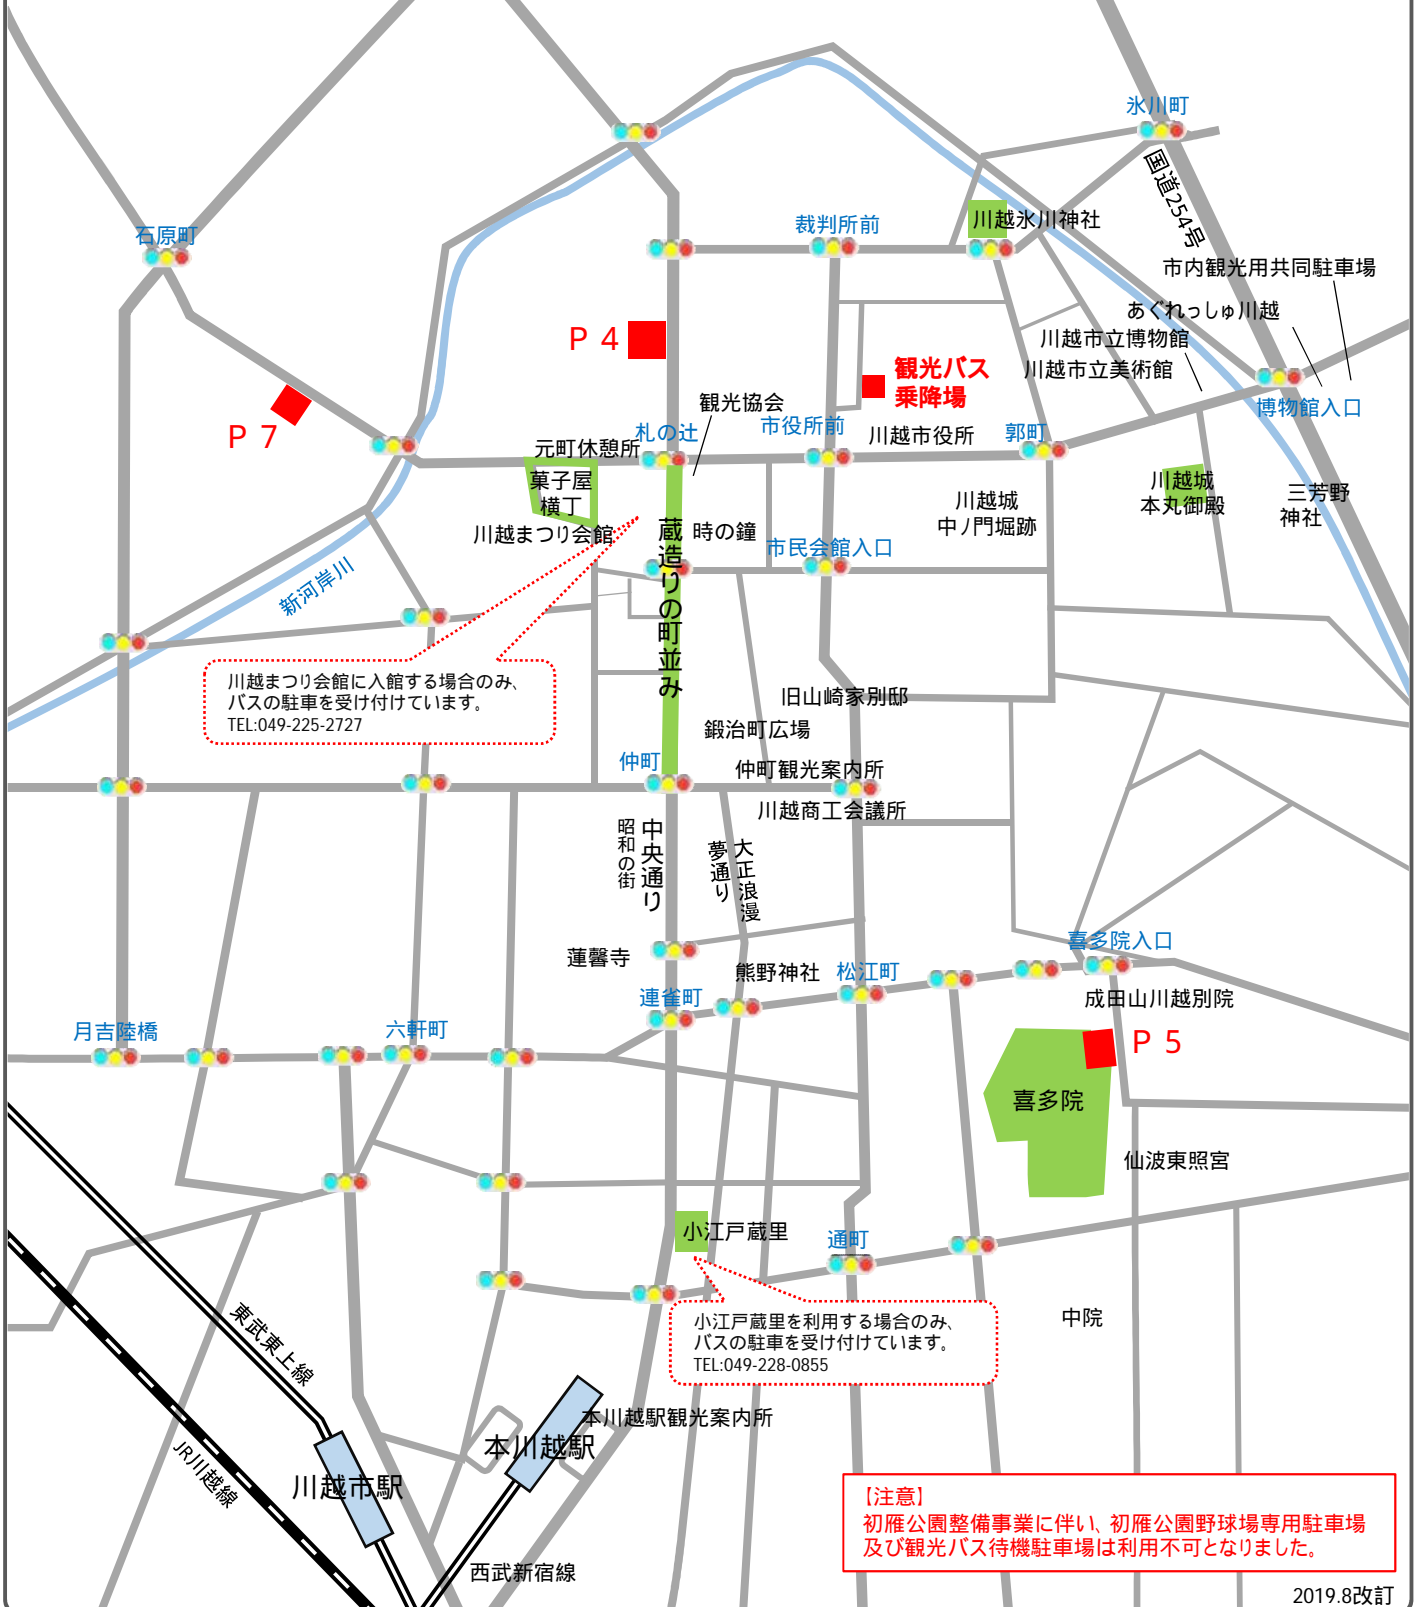 氷川町
国道254号
石原町
裁判所前
川越氷川神社
市内観光用共同駐車場
あぐれっしゅ川越
川越市立博物館
川越市立美術館
P 4
観光バス
乗降場
観光協会
博物館入口
P 7
札の辻
市役所前
川越市役所
郭町
元町休憩所
菓子屋
横丁
川越城
本丸御殿
三芳野
神社
川越城
中ノ門堀跡
川越まつり会館
蔵造りの町並み
時の鐘
市民会館入口
新河岸川
川越まつり会館に入館する場合のみ、
バスの駐車を受け付けています。
TEL:049-225-2727
旧山崎家別邸
鍛治町広場
仲町
仲町観光案内所
川越商工会議所
中央通り
昭和の街
大正浪漫
夢通り
蓮馨寺
熊野神社
松江町
喜多院入口
連雀町
成田山川越別院
月吉陸橋
六軒町
P 5
喜多院
仙波東照宮
小江戸蔵里
通町
小江戸蔵里を利用する場合のみ、
バスの駐車を受け付けています。
TEL:049-228-0855
中院
東武東上線
JR川越線
本川越駅観光案内所
本川越駅
川越市駅
西武新宿線
【注意】
初雁公園整備事業に伴い、初雁公園野球場専用駐車場
及び観光バス待機駐車場は利用不可となりました。
2019.8改訂